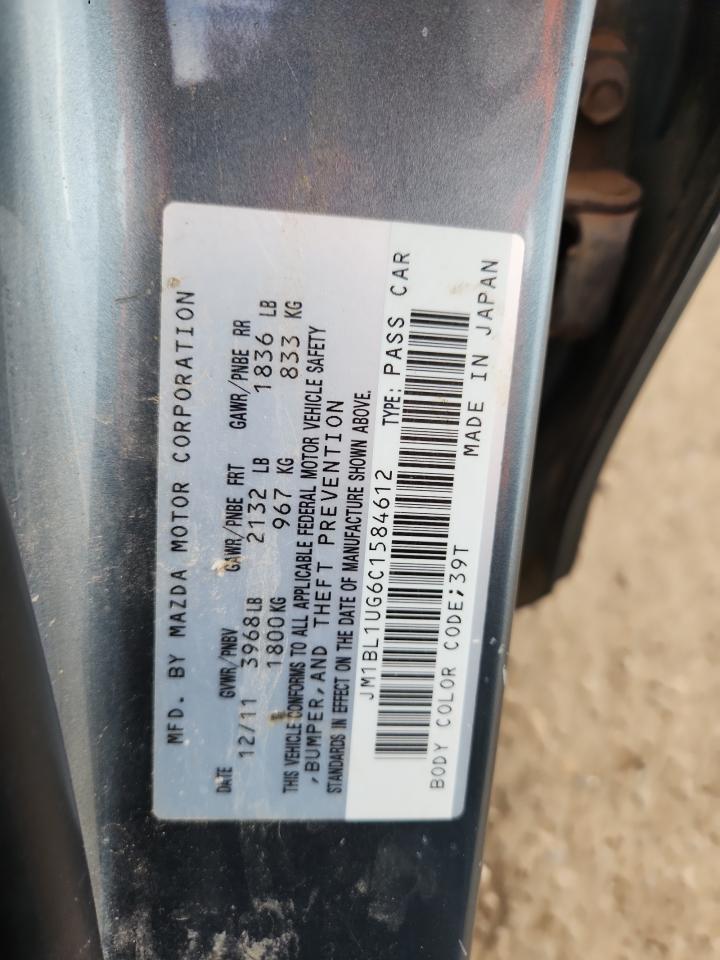 MFD. BY MAZDA MOTOR CORPORATION
DATE GVWR/PNBV GAWR/PNBE FRT GAWR/PNBE RR
12/11 3968LB 2132 LB 1836 LB
1800KG 967 KG 833 KG
THIS VEHICLE CONFORMS TO ALL APPLICABLE FEDERAL MOTOR VEHICLE SAFETY
,BUMPER,AND THEFT PREVENTION
STANDARDS IN EFFECT ON THE DATE OF MANUFACTURE SHOWN ABOVE.
JM1BL1UG6C1584612 TYPE: PASS CAR
BODY COLOR CODE;39T MADE IN JAPAN